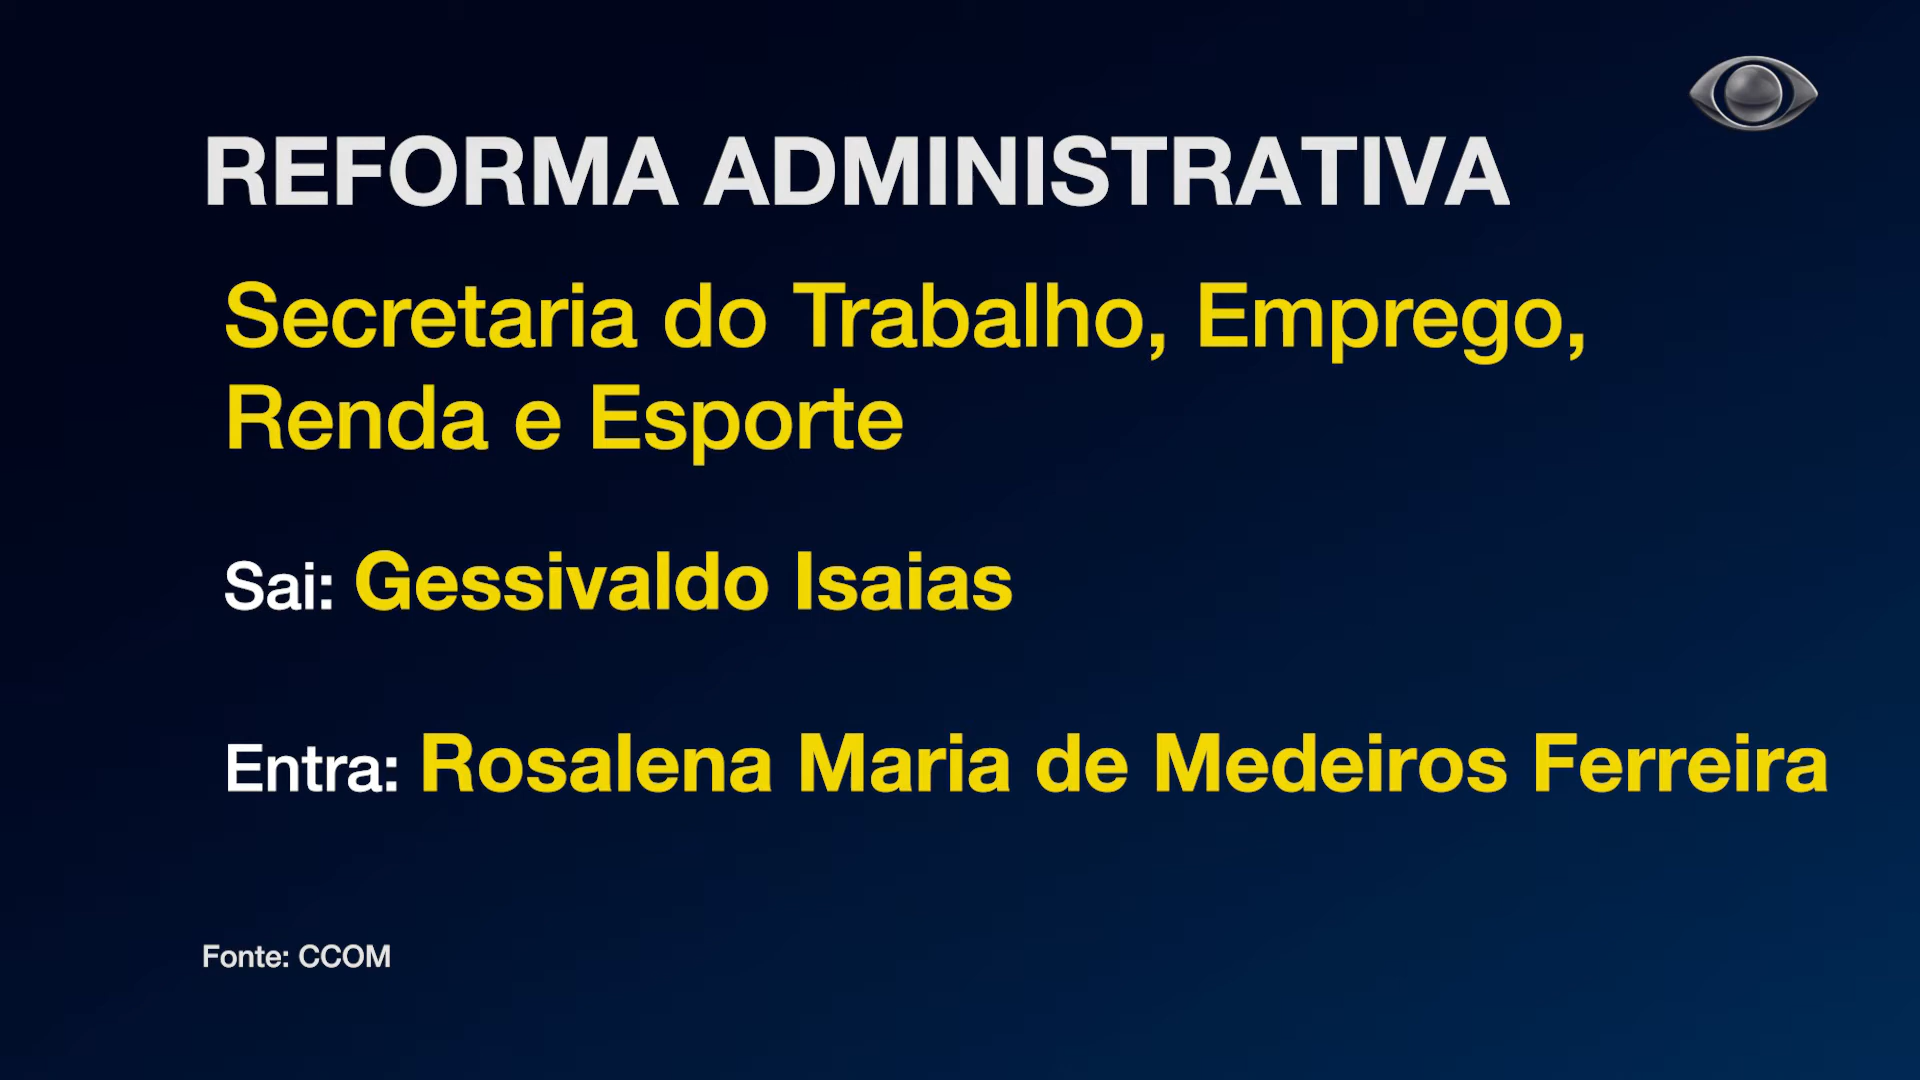 REFORMA ADMINISTRATIVA
Secretaria do Trabalho, Emprego,
Renda e Esporte
Sai: Gessivaldo Isaias
Entra: Rosalena Maria de Medeiros Ferreira
Fonte: CCOM